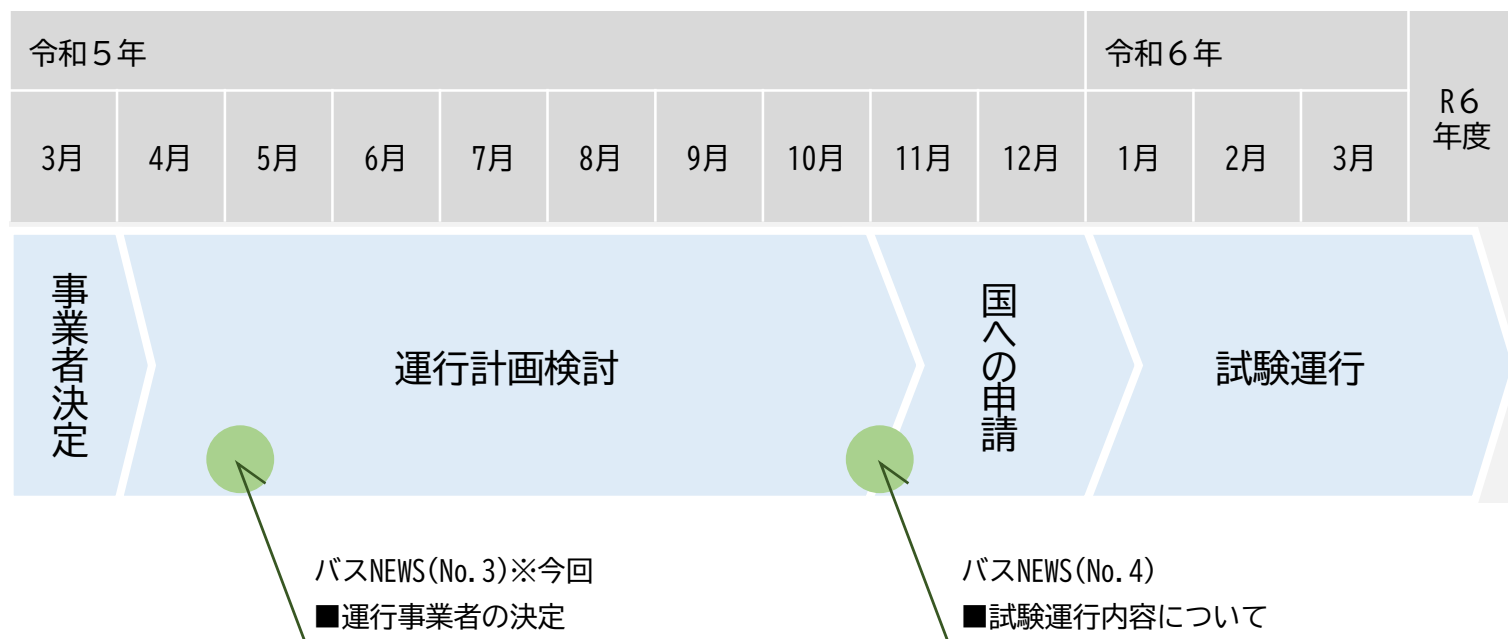 令和５年
令和６年
R６
年度
3月
4月
5月
6月
7月
8月
9月
10月
11月
12月
1月
2月
3月
事業者決定
運行計画検討
国への申請
試験運行
バスNEWS(No.3)※今回
■運行事業者の決定
バスNEWS(No.4)
■試験運行内容について